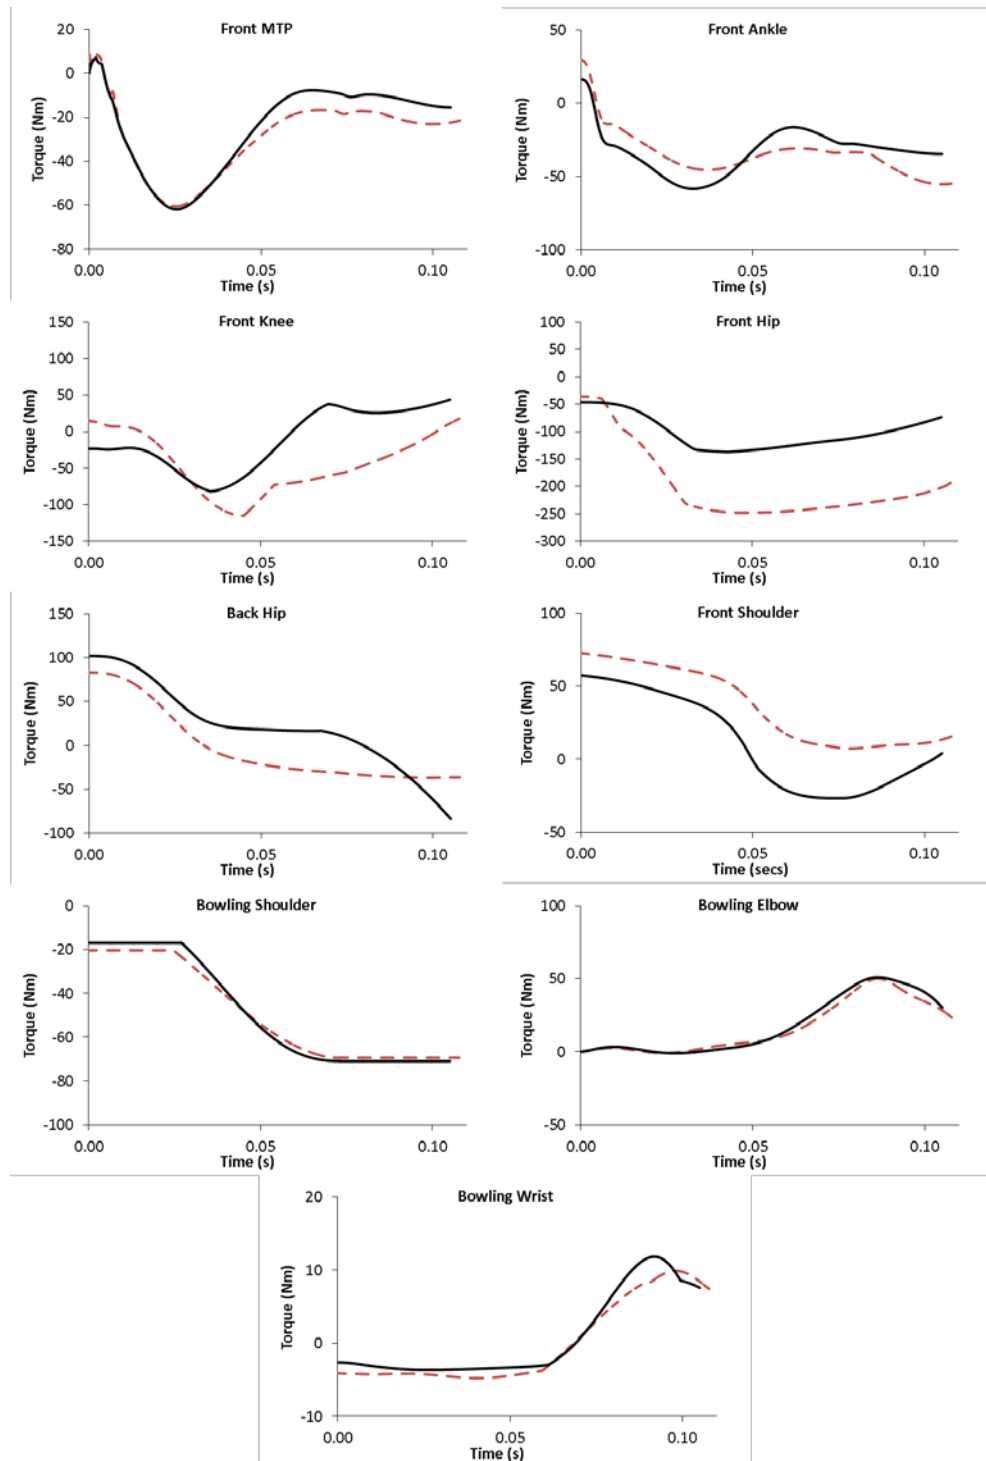 Front MTP
20
0
-20
-40
-60
-80
Torque (Nm)
0.00 0.05 0.10
Time (s)
Front Ankle
50
0
-50
-100
Torque (Nm)
0.00 0.05 0.10
Time (s)
Front Knee
150
100
50
0
-50
-100
-150
Torque (Nm)
0.00 0.05 0.10
Time (s)
Front Hip
100
50
0
-50
-100
-150
-200
-250
-300
Torque (Nm)
0.00 0.05 0.10
Time (s)
Back Hip
150
100
50
0
-50
-100
Torque (Nm)
0.00 0.05 0.10
Time (s)
Front Shoulder
100
50
0
-50
Torque (Nm)
0.00 0.05 0.10
Time (secs)
Bowling Shoulder
0
-20
-40
-60
-80
-100
Torque (Nm)
0.00 0.05 0.10
Time (s)
Bowling Elbow
100
50
0
-50
Torque (Nm)
0.00 0.05 0.10
Time (s)
Bowling Wrist
20
10
0
-10
Torque (Nm)
0.00 0.05 0.10
Time (s)